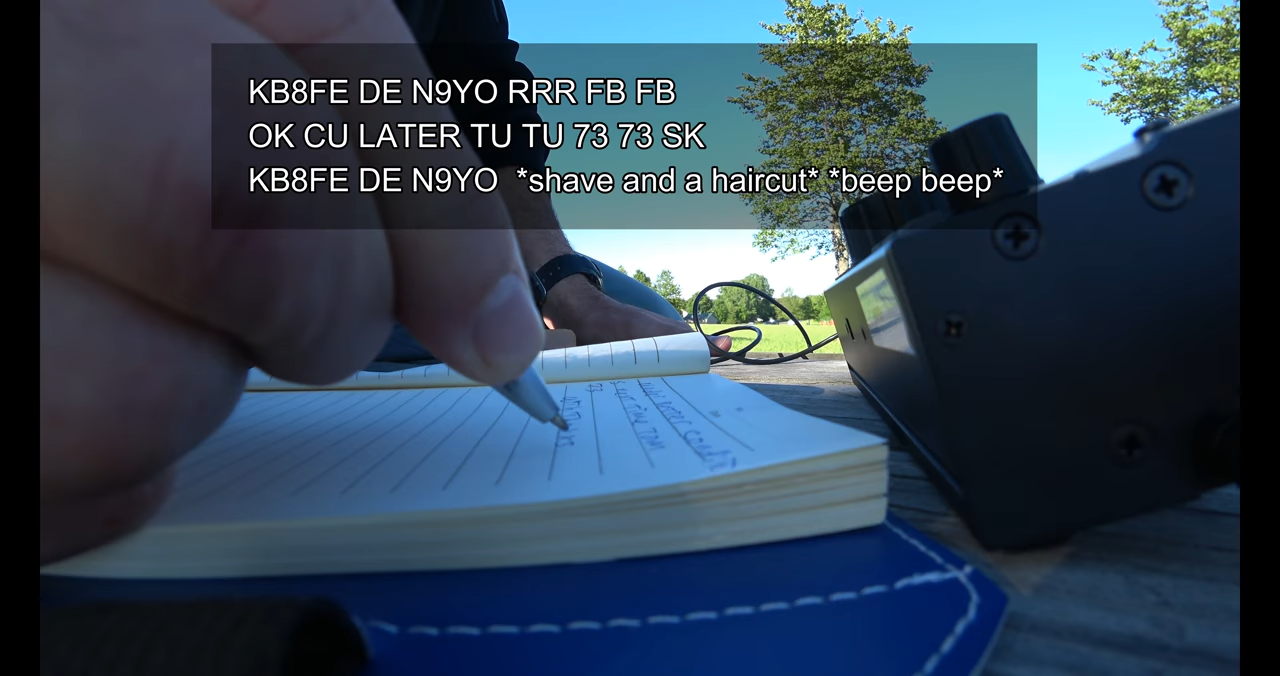 KB8FE DE N9YO RRR FB FB
OK CU LATER TU TU 73 73 SK
KB8FE DE N9YO *shave and a haircut* *beep beep*
73